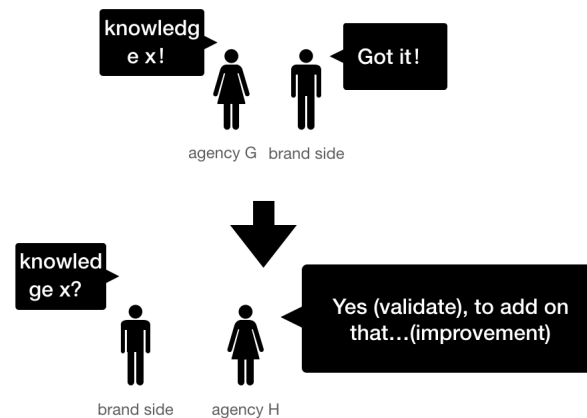 knowledg
e x!
Got it!
agency G
brand side
knowled
ge x?
Yes (validate), to add on
that…(improvement)
brand side
agency H